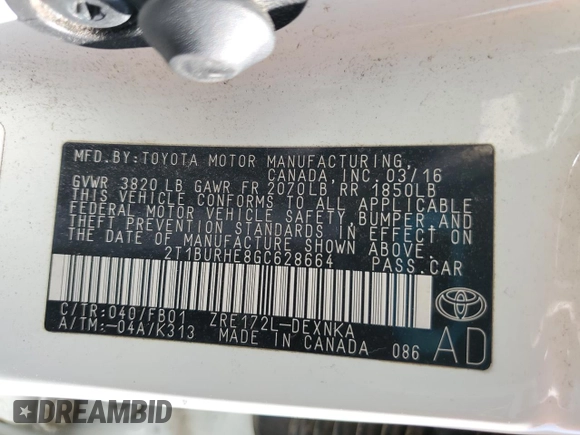 MFD.BY:TOYOTA MOTOR MANUFACTURING,
CANADA,INC.03/16
GVWR 3820 LB GAWR FR 2070LB RR 1850LB
THIS VEHICLE CONFORMS TO ALL APPLICABLE
FEDERAL MOTOR VEHICLE SAFETY,BUMPER AND
THEFT PREVENTION STANDARDS IN EFFECT ON
THE DATE OF MANUFACTURE SHOWN ABOVE.
2T1BURHE8GC628664 PASS.CAR
C/TR:040/FB01 ZRE172L-DEXNKA
A/TM:-04A/K313 MADE IN CANADA 086
AD
DREAMBID